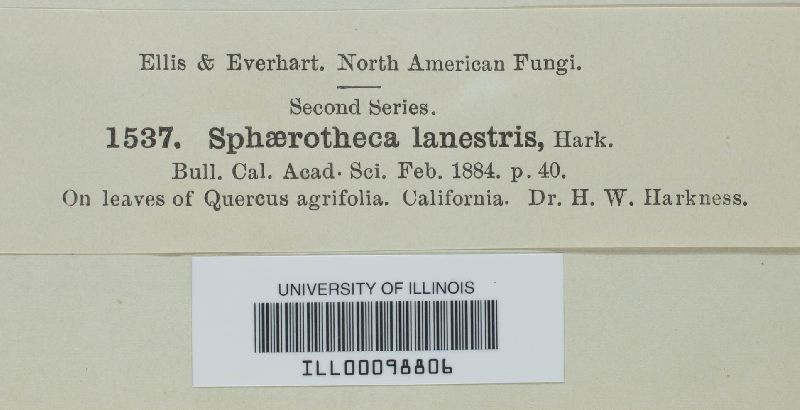 Ellis & Everhart. North American Fungi.
Second Series.
1537. Sphærotheca lanestris, Hark.
Bull. Cal. Acad. Sci. Feb. 1884. p. 40.
On leaves of Quercus agrifolia. California. Dr. H. W. Harkness.
UNIVERSITY OF ILLINOIS
ILL00098806